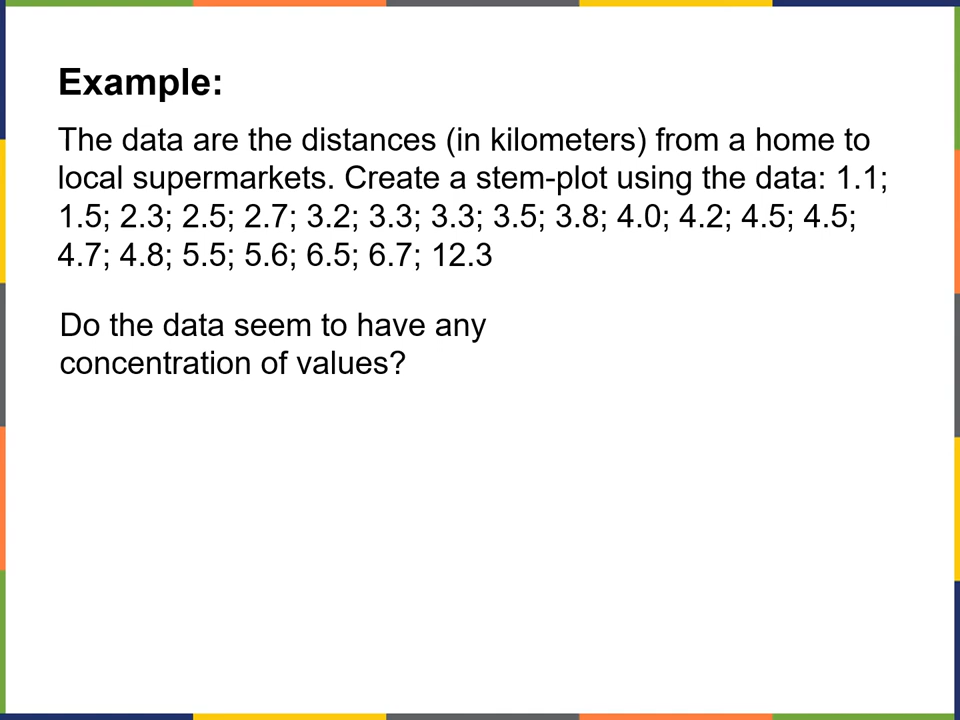 Example:
The data are the distances (in kilometers) from a home to
local supermarkets. Create a stem-plot using the data: 1.1;
1.5; 2.3; 2.5; 2.7; 3.2; 3.3; 3.3; 3.5; 3.8; 4.0; 4.2; 4.5; 4.5;
4.7; 4.8; 5.5; 5.6; 6.5; 6.7; 12.3
Do the data seem to have any
concentration of values?